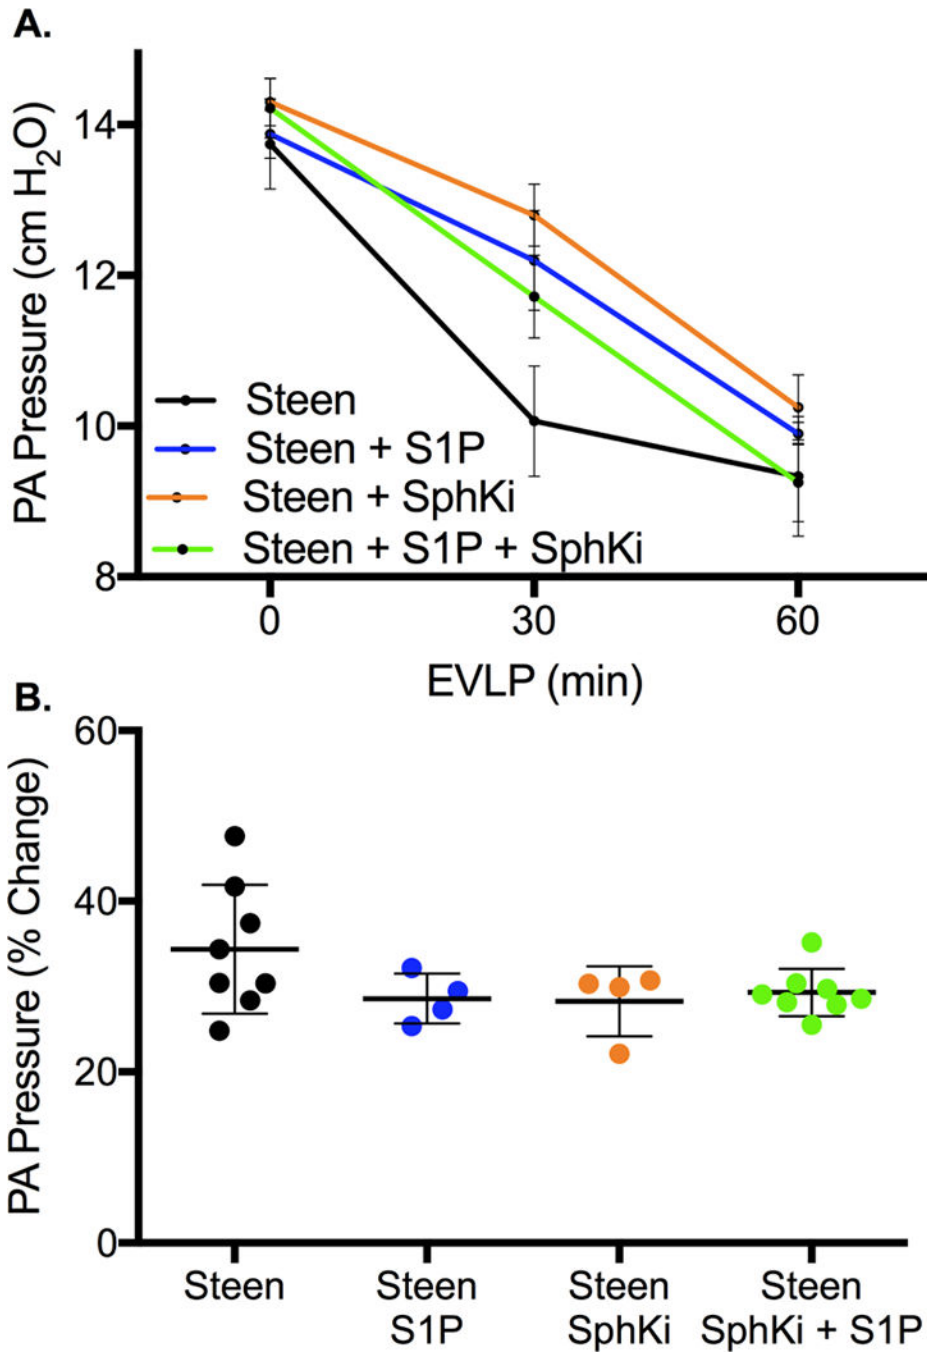 A.
PA Pressure (cm H₂O)
14
12
10
8
Steen
Steen + S1P
Steen + SphKi
Steen + S1P + SphKi
0 30 60
EVLP (min)
B.
PA Pressure (% Change)
60
40
20
0
Steen Steen Steen Steen
S1P SphKi SphKi + S1P